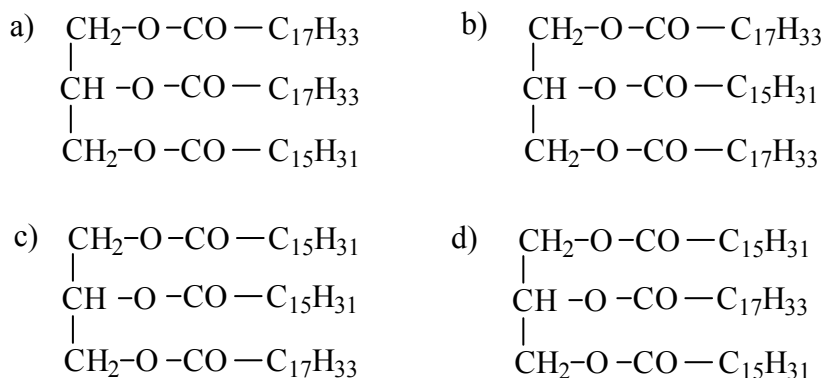 a) CH₂–O–CO—C₁₇H₃₃
CH–O–CO—C₁₇H₃₃
CH₂–O–CO—C₁₅H₃₁
b) CH₂–O–CO—C₁₇H₃₃
CH–O–CO—C₁₅H₃₁
CH₂–O–CO—C₁₇H₃₃
c) CH₂–O–CO—C₁₅H₃₁
CH–O–CO—C₁₅H₃₁
CH₂–O–CO—C₁₇H₃₃
d) CH₂–O–CO—C₁₅H₃₁
CH–O–CO—C₁₇H₃₃
CH₂–O–CO—C₁₅H₃₁